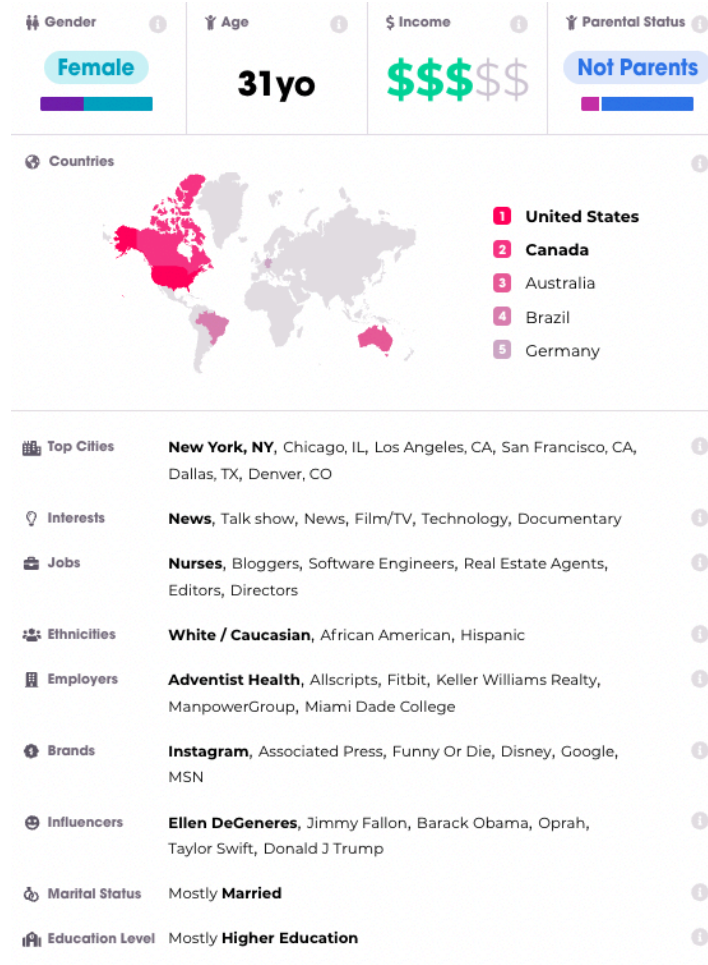 Gender
Age
$ Income
Parental Status
Female
31yo
$$$$$
Not Parents
Countries
1 United States
2 Canada
3 Australia
4 Brazil
5 Germany
Top Cities
New York, NY, Chicago, IL, Los Angeles, CA, San Francisco, CA,
Dallas, TX, Denver, CO
Interests
News, Talk show, News, Film/TV, Technology, Documentary
Jobs
Nurses, Bloggers, Software Engineers, Real Estate Agents,
Editors, Directors
Ethnicities
White / Caucasian, African American, Hispanic
Employers
Adventist Health, Allscripts, Fitbit, Keller Williams Realty,
ManpowerGroup, Miami Dade College
Brands
Instagram, Associated Press, Funny Or Die, Disney, Google,
MSN
Influencers
Ellen DeGeneres, Jimmy Fallon, Barack Obama, Oprah,
Taylor Swift, Donald J Trump
Marital Status
Mostly Married
Education Level
Mostly Higher Education